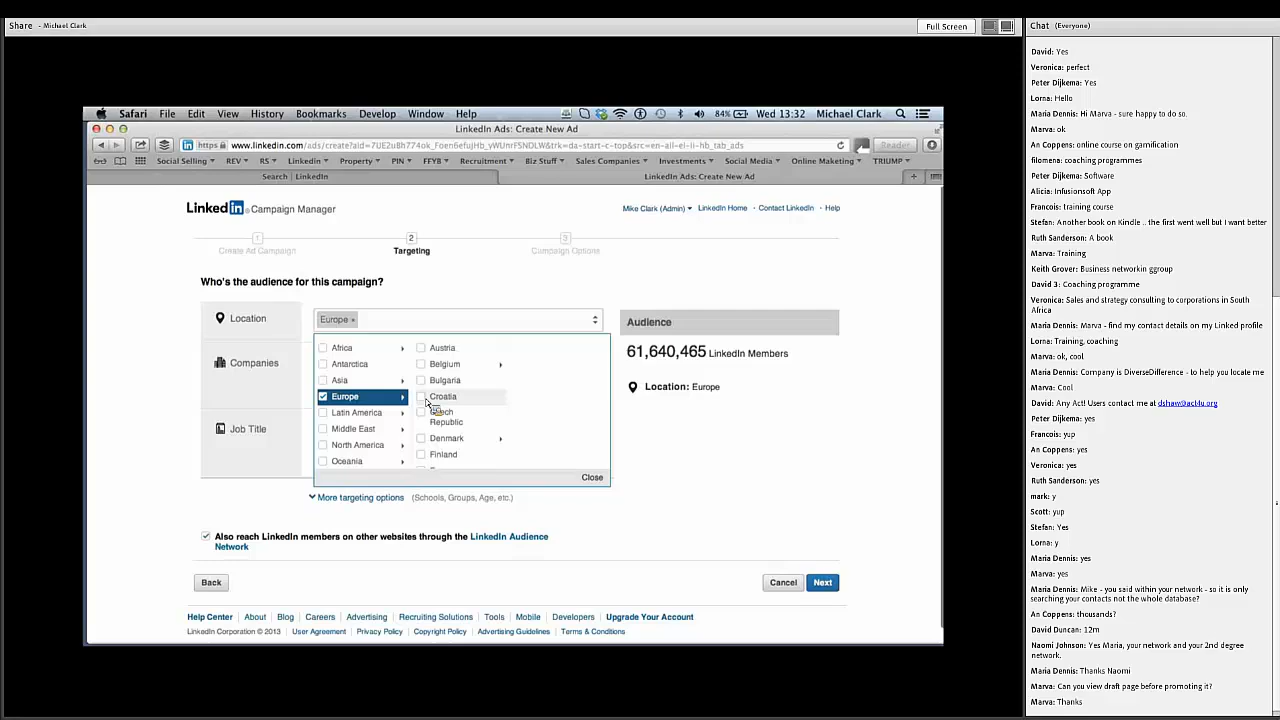 Share - Michael Clark
Full Screen
Safari File Edit View History Bookmarks Develop Window Help
84%
Wed 13:32 Michael Clark
LinkedIn Ads: Create New Ad
Reader
Social Selling REV RS Linkedin Property PIN FFYB Recruitment Biz Stuff Sales Companies Investments Social Media Online Maketing TRIUMP
Search | LinkedIn
LinkedIn Ads: Create New Ad
LinkedIn Campaign Manager
Mike Clark (Admin) LinkedIn Home · Contact LinkedIn · Help
1
2
3
Create Ad Campaign
Targeting
Campaign Options
Who's the audience for this campaign?
Location
Europe ×
Companies
Job Title
Africa
Antarctica
Asia
Europe
Latin America
Middle East
North America
Oceania
Austria
Belgium
Bulgaria
Croatia
Republic
Denmark
Finland
Close
Audience
61,640,465 LinkedIn Members
Location: Europe
More targeting options (Schools, Groups, Age, etc.)
Also reach LinkedIn members on other websites through the LinkedIn Audience
Network
Back
Cancel
Next
Help Center | About | Blog | Careers | Advertising | Recruiting Solutions | Tools | Mobile | Developers | Upgrade Your Account
LinkedIn Corporation © 2013 | User Agreement | Privacy Policy | Copyright Policy | Advertising Guidelines | Terms & Conditions
Chat (Everyone)
David: Yes
Veronica: perfect
Peter Dijkema: Yes
Lorna: Hello
Maria Dennis: Hi Marva - sure happy to do so.
Marva: ok
An Coppens: online course on gamification
filomena: coaching programmes
Peter Dijkema: Software
Alicia: Infusionsoft App
Francois: training course
Stefan: Another book on Kindle .. the first went well but I want better
Ruth Sanderson: A book
Marva: Training
Keith Grover: Business networkin ggroup
David 3: Coaching programme
Veronica: Sales and strategy consulting to corporations in South
Africa
Maria Dennis: Marva - find my contact details on my Linked profile
Lorna: Training, coaching
Marva: ok, cool
Maria Dennis: Company is DiverseDifference - to help you locate me
Marva: Cool
David: Any Act! Users contact me at dshaw@act4u.org
Peter Dijkema: yes
Francois: yup
An Coppens: yes
Veronica: yes
Ruth Sanderson: yes
mark: y
Scott: yup
Stefan: Yes
Lorna: y
Maria Dennis: yes
Marva: yes
Maria Dennis: Mike - you said within your network - so it is only
searching your contacts not the whole database?
An Coppens: thousands?
David Duncan: 12m
Naomi Johnson: Yes Maria, your network and your 2nd degree
network.
Maria Dennis: Thanks Naomi
Marva: Can you view draft page before promoting it?
Marva: Thanks